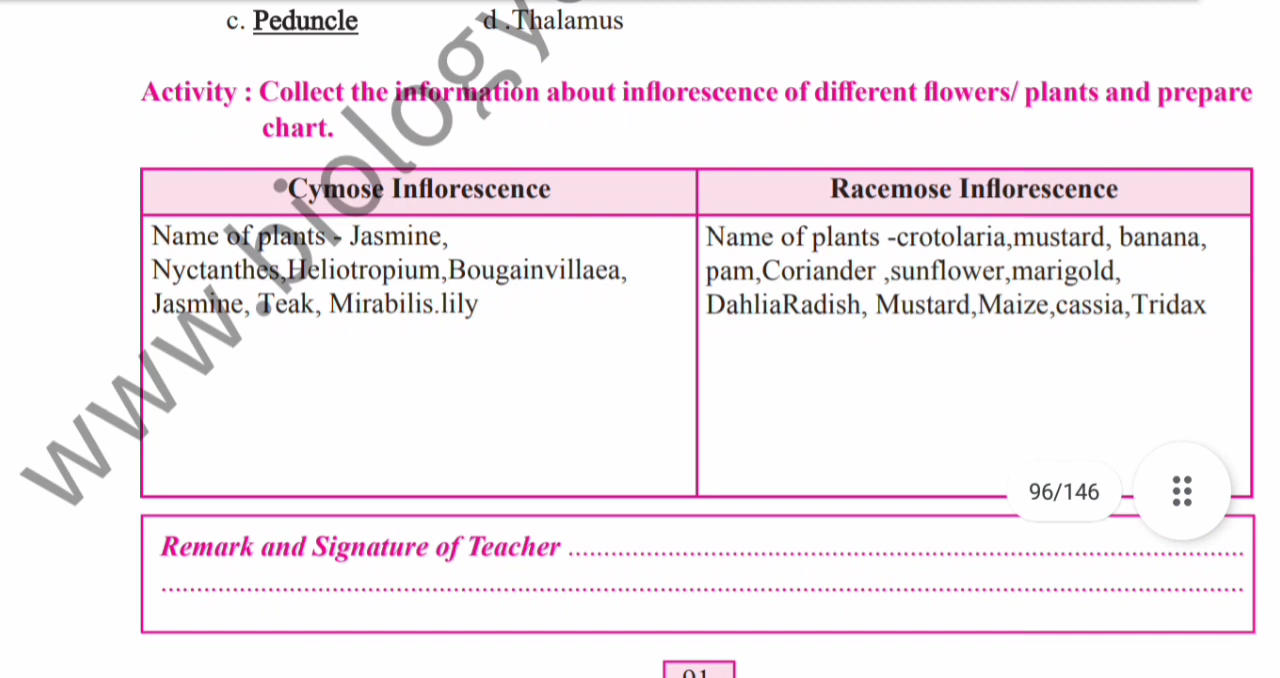 c. Peduncle d .Thalamus
Activity : Collect the information about inflorescence of different flowers/ plants and prepare
chart.
Cymose Inflorescence
Name of plants - Jasmine,
Nyctanthes,Heliotropium,Bougainvillaea,
Jasmine, Teak, Mirabilis.lily
Racemose Inflorescence
Name of plants -crotolaria,mustard, banana,
pam,Coriander ,sunflower,marigold,
DahliaRadish, Mustard,Maize,cassia,Tridax
www.biology
96/146
Remark and Signature of Teacher